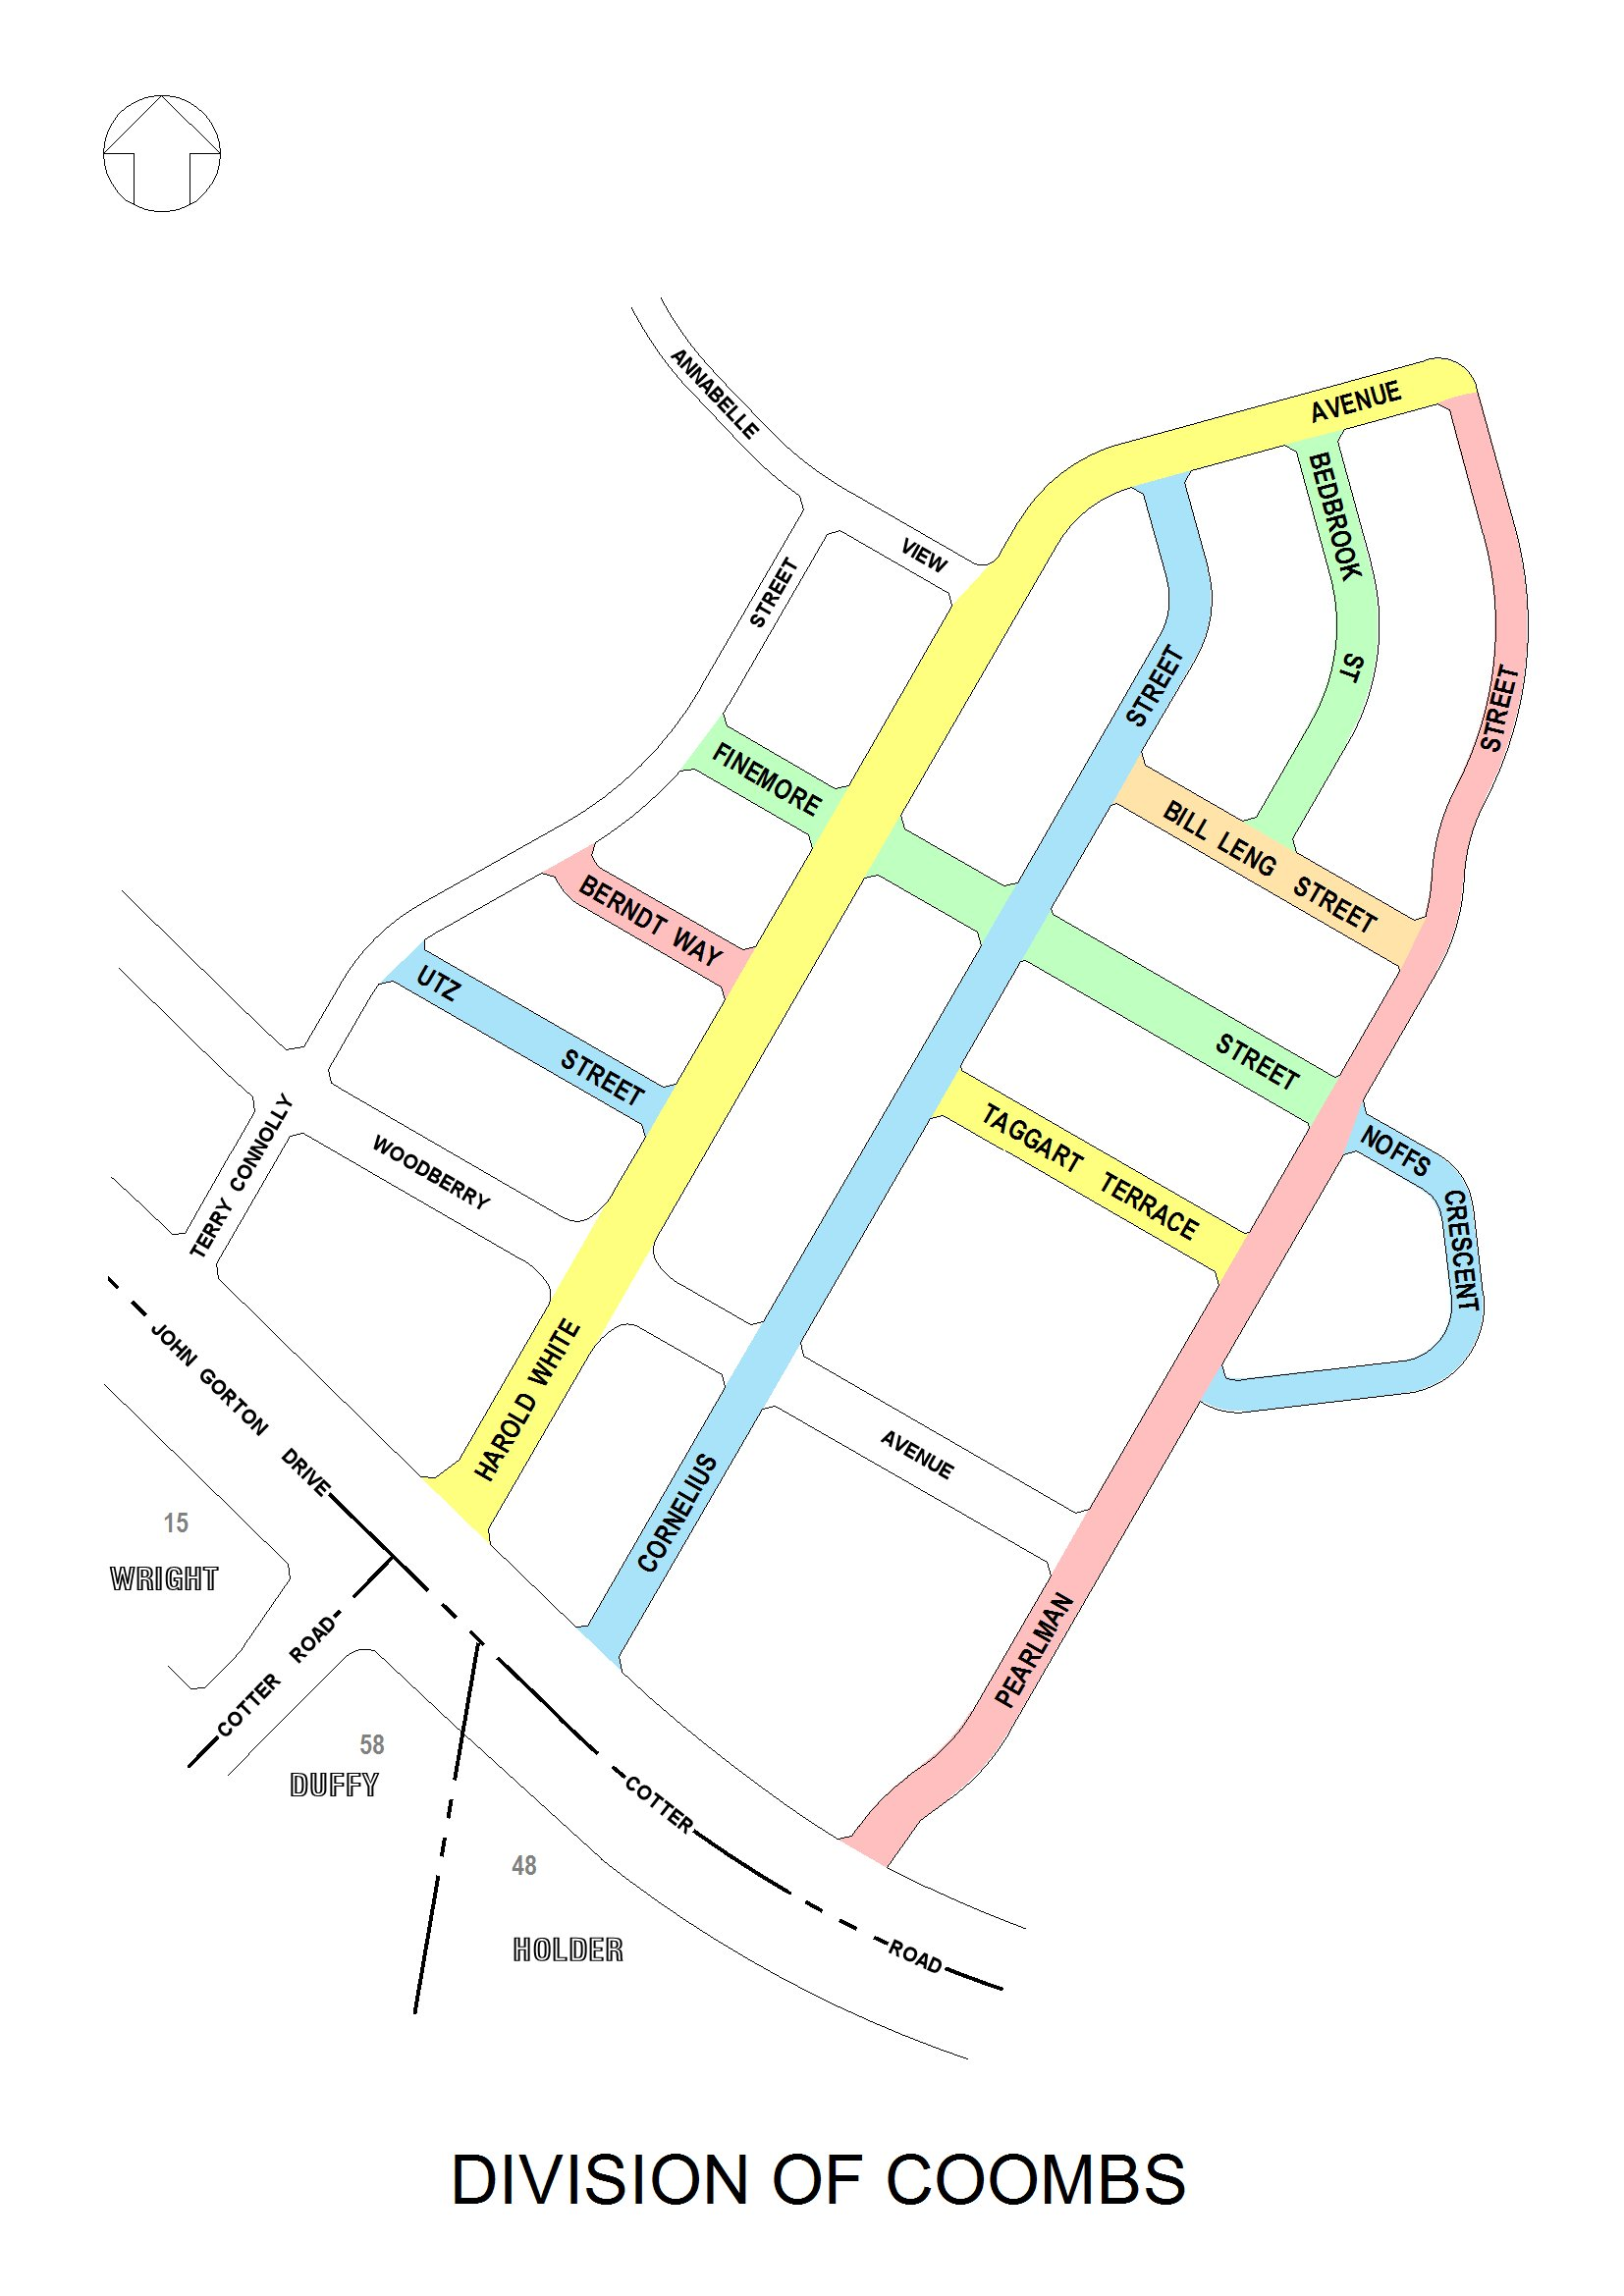 ANNABELLE
VIEW
AVENUE
BEDBROOK
ST
STREET
STREET
STREET
FINEMORE
BILL LENG STREET
BERNDT WAY
UTZ
STREET
STREET
TAGGART TERRACE
NOFFS
CRESCENT
WOODBERRY
TERRY CONNOLLY
JOHN GORTON DRIVE
HAROLD WHITE
AVENUE
CORNELIUS
PEARLMAN
15
WRIGHT
COTTER ROAD
58
DUFFY
COTTER
ROAD
48
HOLDER
DIVISION OF COOMBS